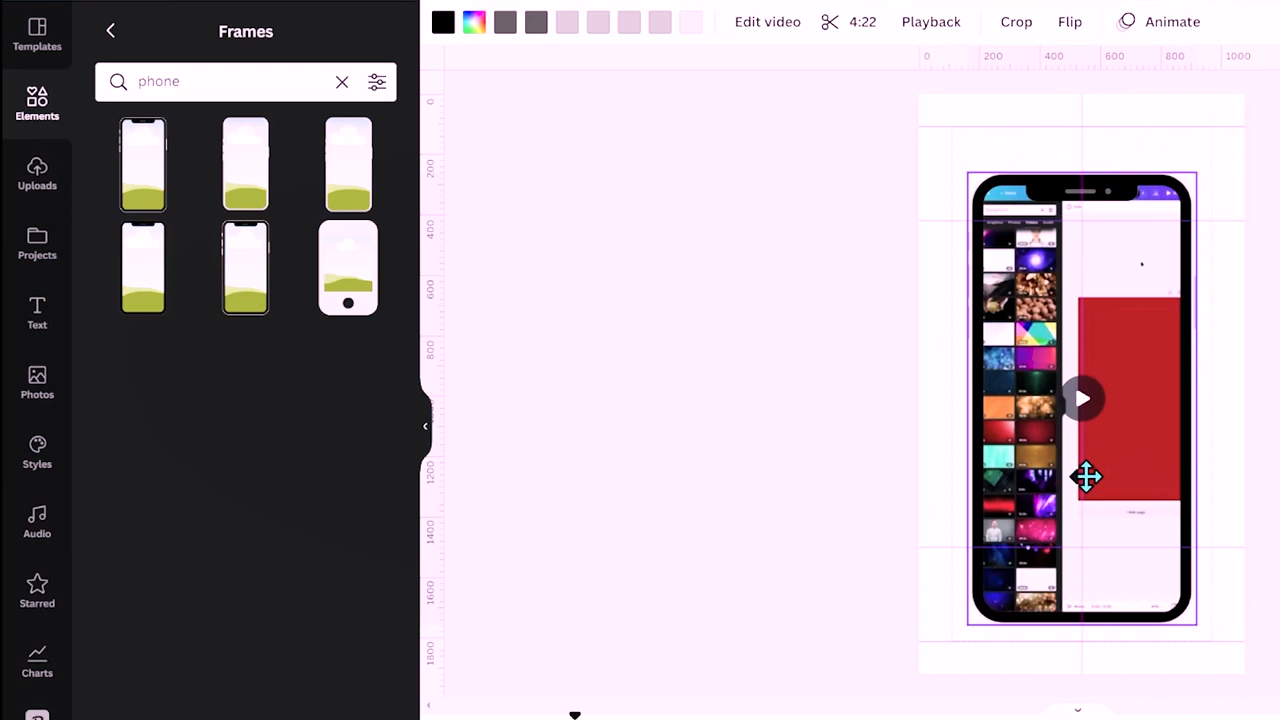 Templates
Elements
Uploads
Projects
Text
Photos
Styles
Audio
Starred
Charts
Frames
phone
Edit video
4:22
Playback
Crop
Flip
Animate
0
200
400
600
800
1000
0
200
400
600
800
1200
1400
1600
1800